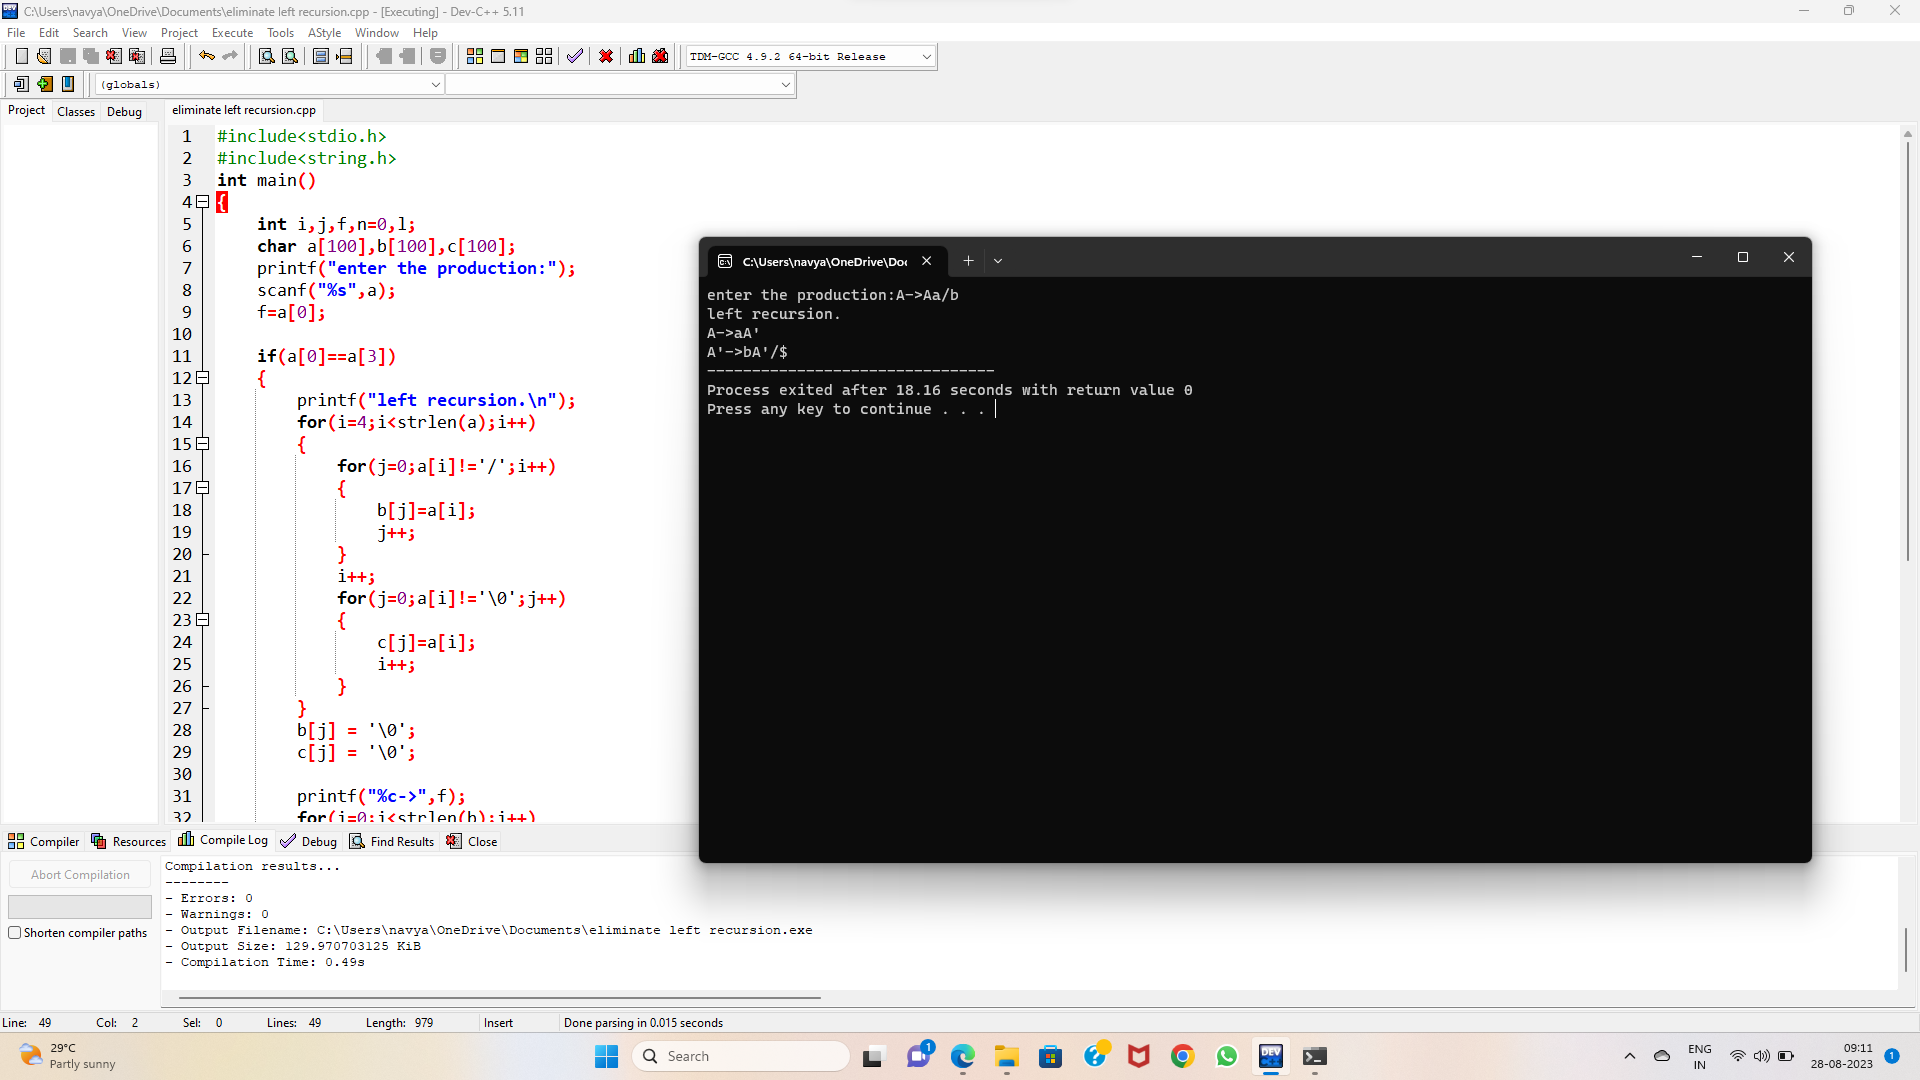 C:\Users\navya\OneDrive\Documents\eliminate left recursion.cpp - [Executing] - Dev-C++ 5.11
File Edit Search View Project Execute Tools AStyle Window Help
TDM-GCC 4.9.2 64-bit Release
(globals)
Project Classes Debug
eliminate left recursion.cpp
1 #include<stdio.h>
2 #include<string.h>
3 int main()
4 {
5 int i,j,f,n=0,l;
6 char a[100],b[100],c[100];
7 printf("enter the production:");
8 scanf("%s",a);
9 f=a[0];
10
11 if(a[0]==a[3])
12 {
13 printf("left recursion.\n");
14 for(i=4;i<strlen(a);i++)
15 {
16 for(j=0;a[i]!='/';i++)
17 {
18 b[j]=a[i];
19 j++;
20 }
21 i++;
22 for(j=0;a[i]!='\0';j++)
23 {
24 c[j]=a[i];
25 i++;
26 }
27 }
28 b[j] = '\0';
29 c[j] = '\0';
30
31 printf("%c->",f);
32 for(i=0;i<strlen(b);i++)
C:\Users\navya\OneDrive\Doc
enter the production:A->Aa/b
left recursion.
A->aA'
A'->bA'/$
--------------------------------
Process exited after 18.16 seconds with return value 0
Press any key to continue . . .
Compiler Resources Compile Log Debug Find Results Close
Abort Compilation
Shorten compiler paths
Compilation results...
--------
- Errors: 0
- Warnings: 0
- Output Filename: C:\Users\navya\OneDrive\Documents\eliminate left recursion.exe
- Output Size: 129.970703125 KiB
- Compilation Time: 0.49s
Line: 49 Col: 2 Sel: 0 Lines: 49 Length: 979 Insert Done parsing in 0.015 seconds
29°C
Partly sunny
Search
1
DEV
ENG
IN
09:11
28-08-2023
1